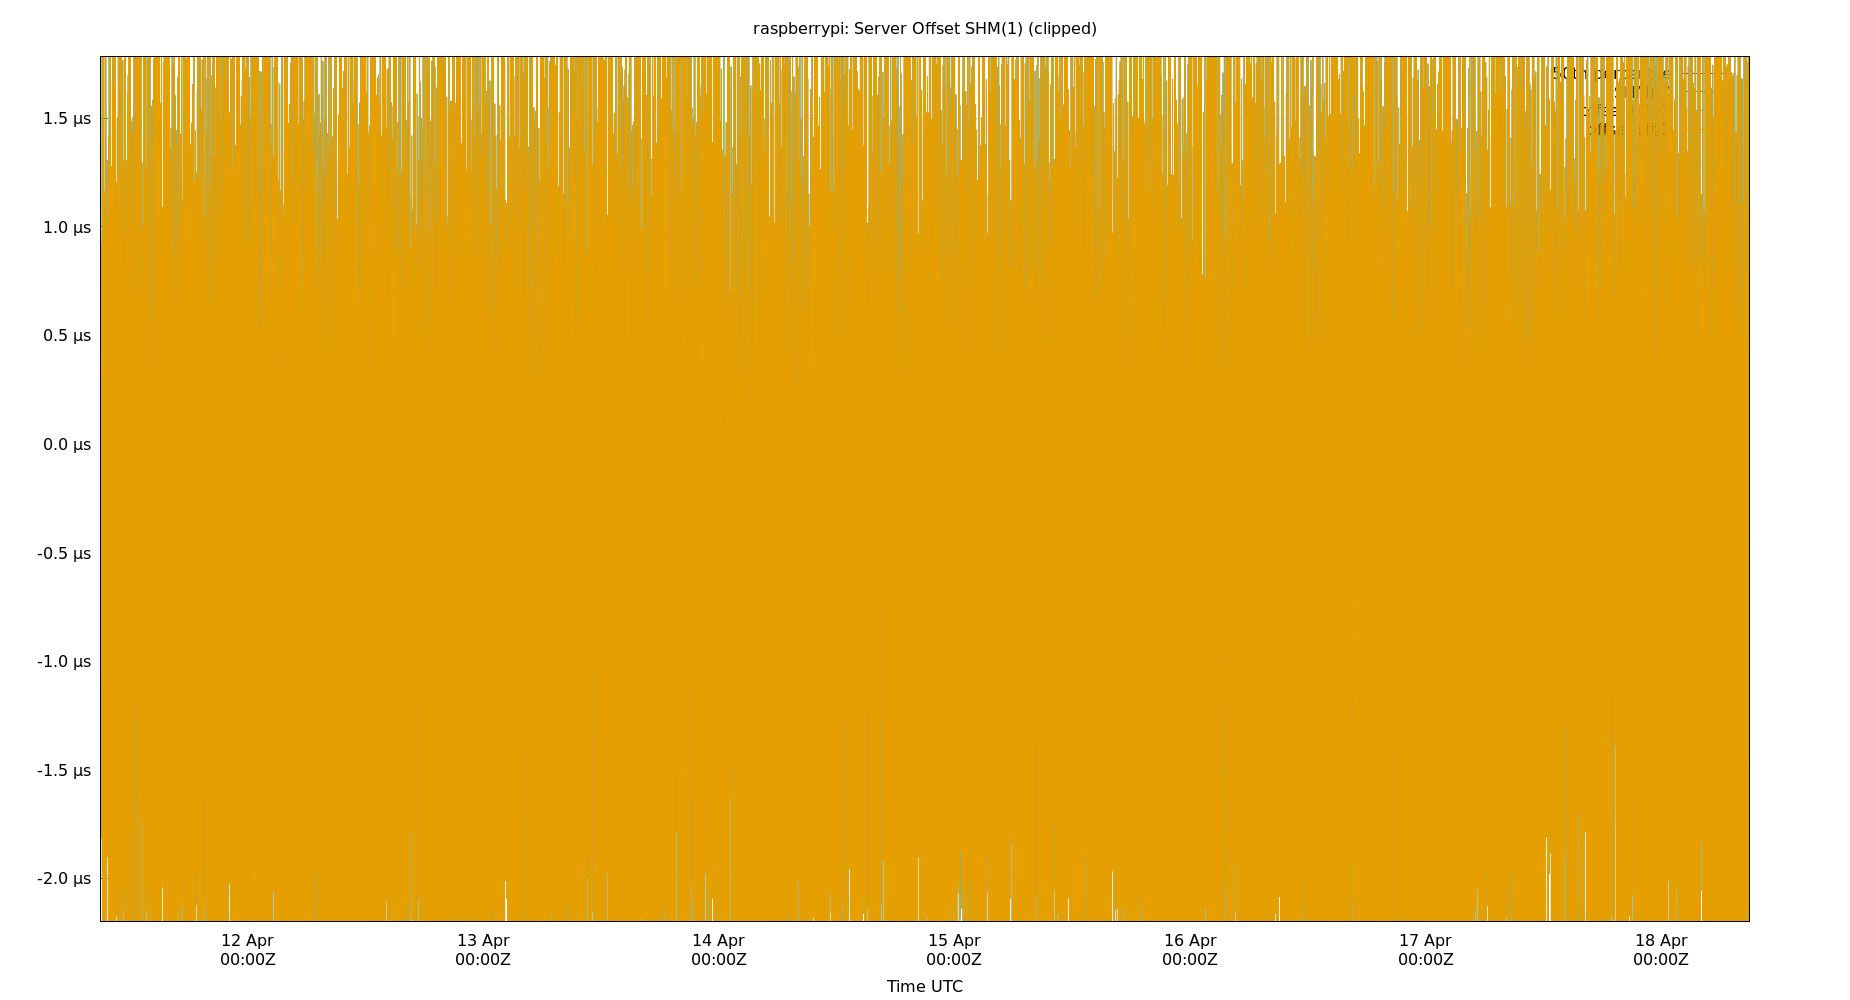 raspberrypi: Server Offset SHM(1) (clipped)
1.5 µs
1.0 µs
0.5 µs
0.0 µs
-0.5 µs
-1.0 µs
-1.5 µs
-2.0 µs
12 Apr 13 Apr 14 Apr 15 Apr 16 Apr 17 Apr 18 Apr
00:00Z 00:00Z 00:00Z 00:00Z 00:00Z 00:00Z 00:00Z
Time UTC
50th percentile